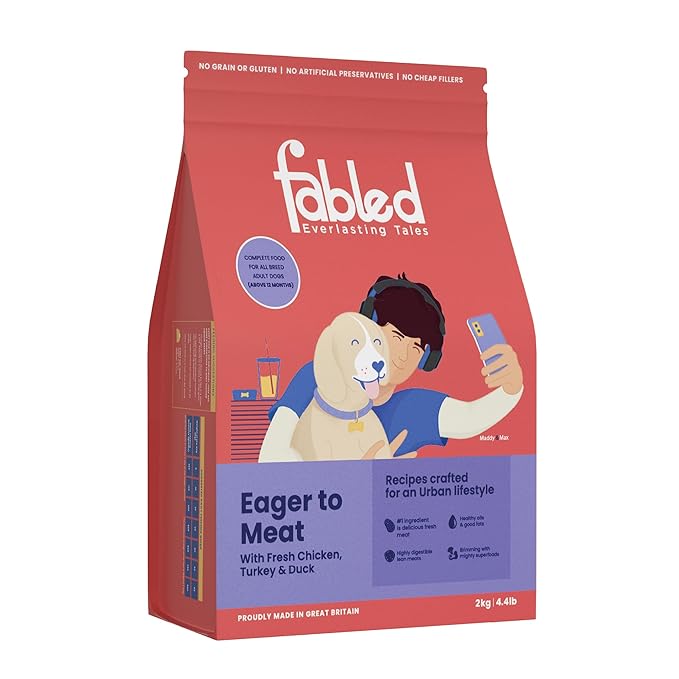 NO GRAIN OR GLUTEN | NO ARTIFICIAL PRESERVATIVES | NO CHEAP FILLERS
fabled
Everlasting Tales
COMPLETE FOOD
FOR ALL BREED
ADULT DOGS
(ABOVE 12 MONTHS)
Maddy & Max
Eager to
Meat
With Fresh Chicken,
Turkey & Duck
Recipes crafted
for an Urban lifestyle
#1 ingredient
is delicious fresh
meat
Healthy oils
& good fats
Highly digestible
lean meats
Brimming with
mighty superfoods
PROUDLY MADE IN GREAT BRITAIN
2kg | 4.4lb